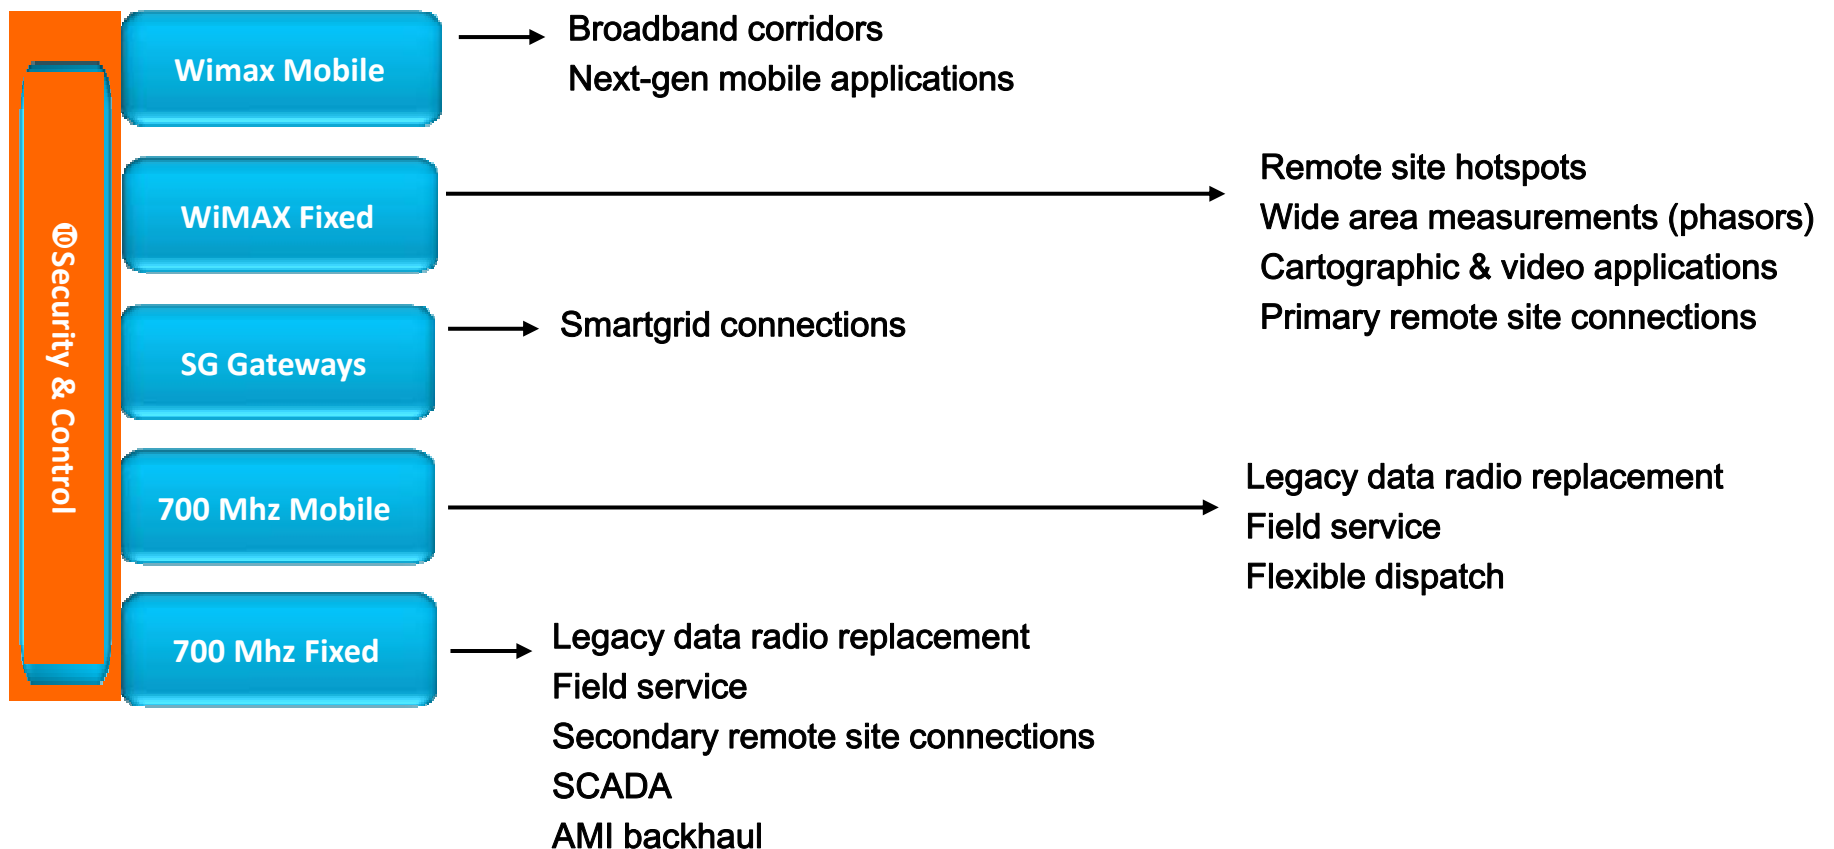 ❿Security & Control
Wimax Mobile
Broadband corridors
Next-gen mobile applications
WiMAX Fixed
Remote site hotspots
Wide area measurements (phasors)
Cartographic & video applications
Primary remote site connections
SG Gateways
Smartgrid connections
700 Mhz Mobile
Legacy data radio replacement
Field service
Flexible dispatch
700 Mhz Fixed
Legacy data radio replacement
Field service
Secondary remote site connections
SCADA
AMI backhaul